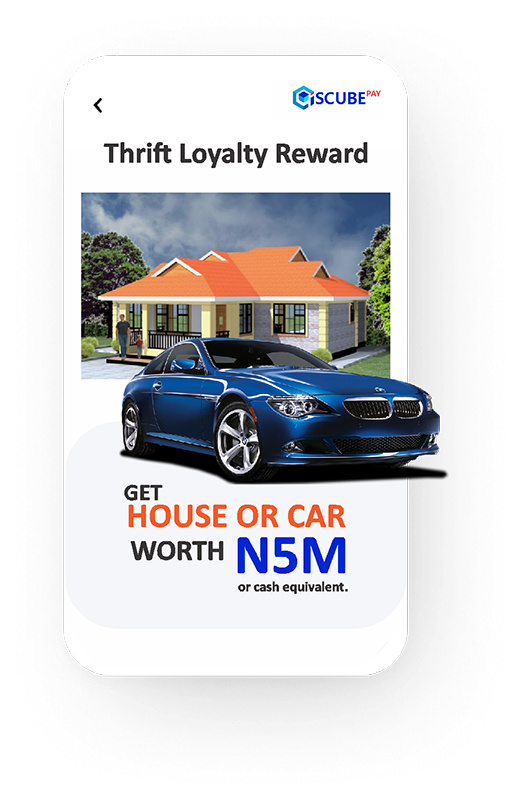 iSCUBE PAY
Thrift Loyalty Reward
GET
HOUSE OR CAR
WORTH N5M
or cash equivalent.